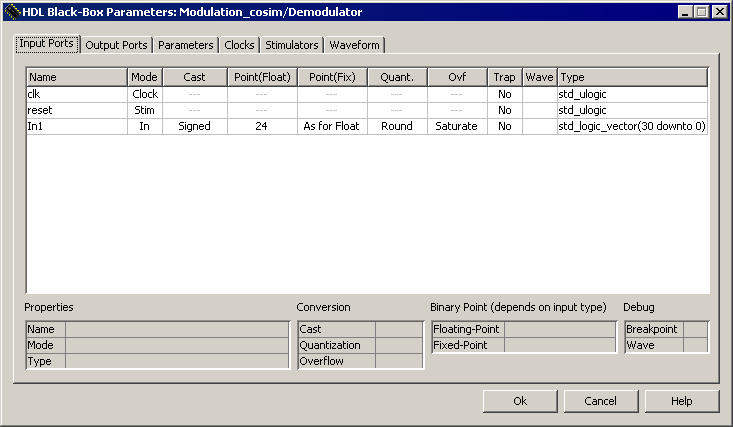 HDL Black-Box Parameters: Modulation_cosim/Demodulator
Input Ports Output Ports Parameters Clocks Stimulators Waveform
Name Mode Cast Point(Float) Point(Fix) Quant. Ovf Trap Wave Type
clk Clock --- --- --- --- --- No std_ulogic
reset Stim --- --- --- --- --- No std_ulogic
In1 In Signed 24 As for Float Round Saturate No std_logic_vector(30 downto 0)
Properties Conversion Binary Point (depends on input type) Debug
Name Cast Floating-Point Breakpoint
Mode Quantization Fixed-Point Wave
Type Overflow
Ok Cancel Help